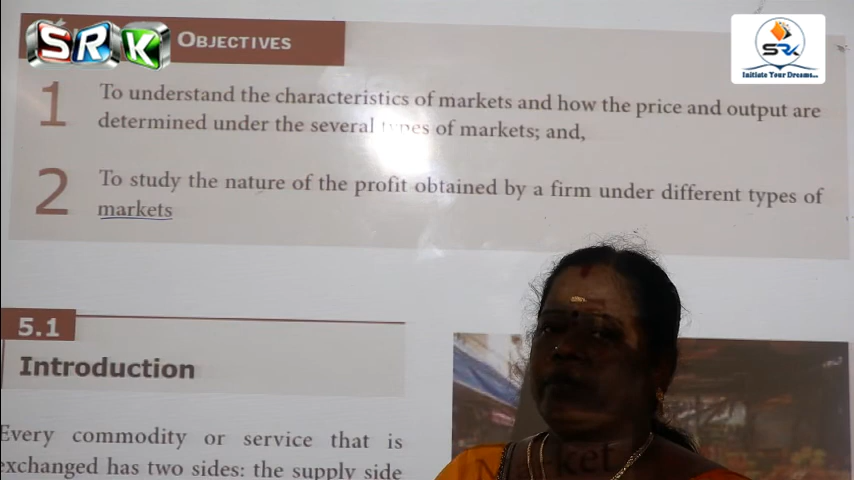 SRK
OBJECTIVES
SRK
Initiate Your Dreams...
1
To understand the characteristics of markets and how the price and output are
determined under the several types of markets; and,
2
To study the nature of the profit obtained by a firm under different types of
markets
5.1
Introduction
Every commodity or service that is
exchanged has two sides: the supply side